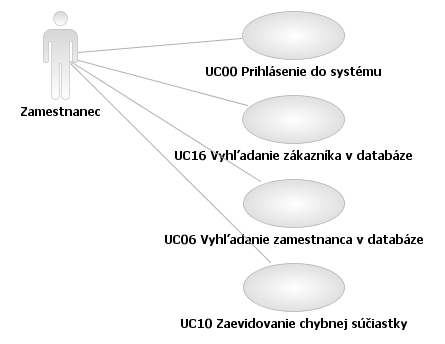 UC00 Prihlásenie do systému
Zamestnanec
UC16 Vyhľadanie zákazníka v databáze
UC06 Vyhľadanie zamestnanca v databáze
UC10 Zaevidovanie chybnej súčiastky